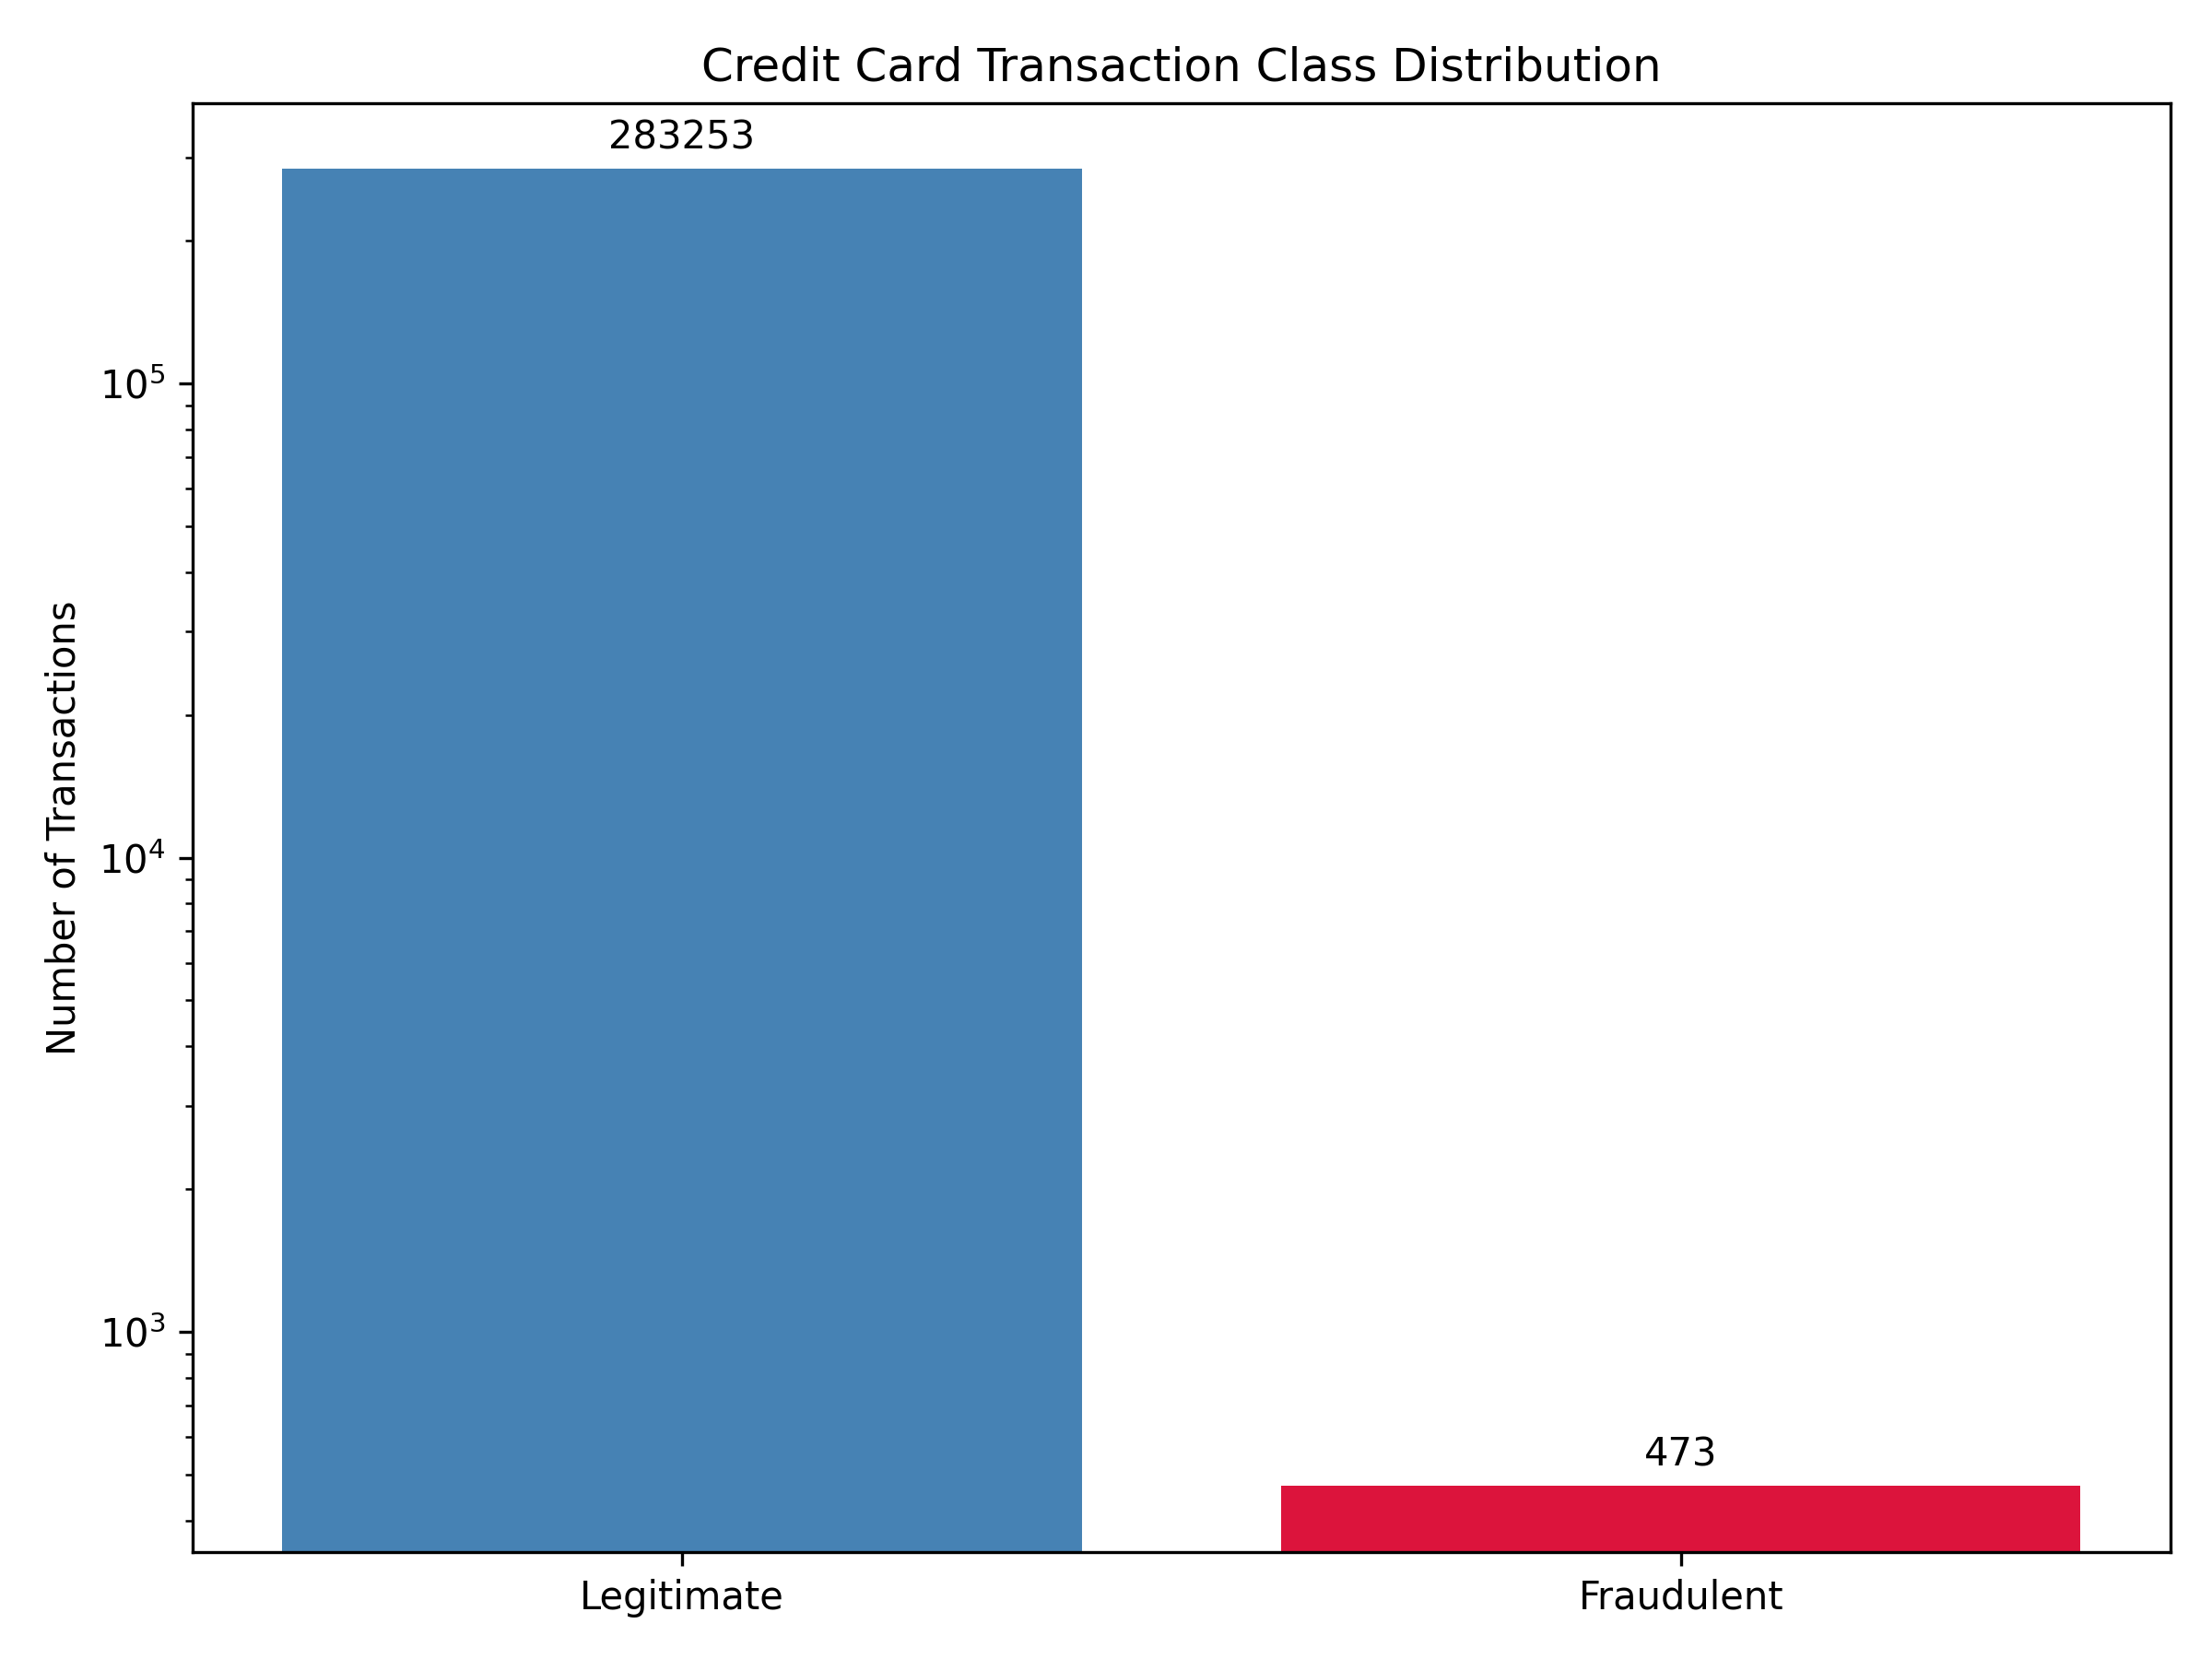 Credit Card Transaction Class Distribution
283253
10⁵
10⁴
10³
Number of Transactions
473
Legitimate
Fraudulent